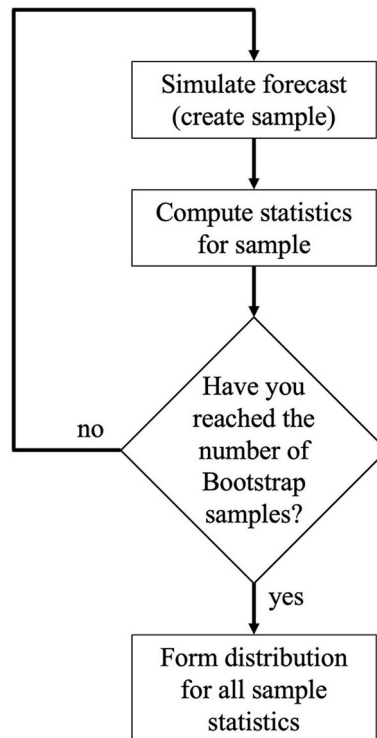 Simulate forecast
(create sample)
Compute statistics
for sample
Have you
reached the
number of
Bootstrap
samples?
no
yes
Form distribution
for all sample
statistics